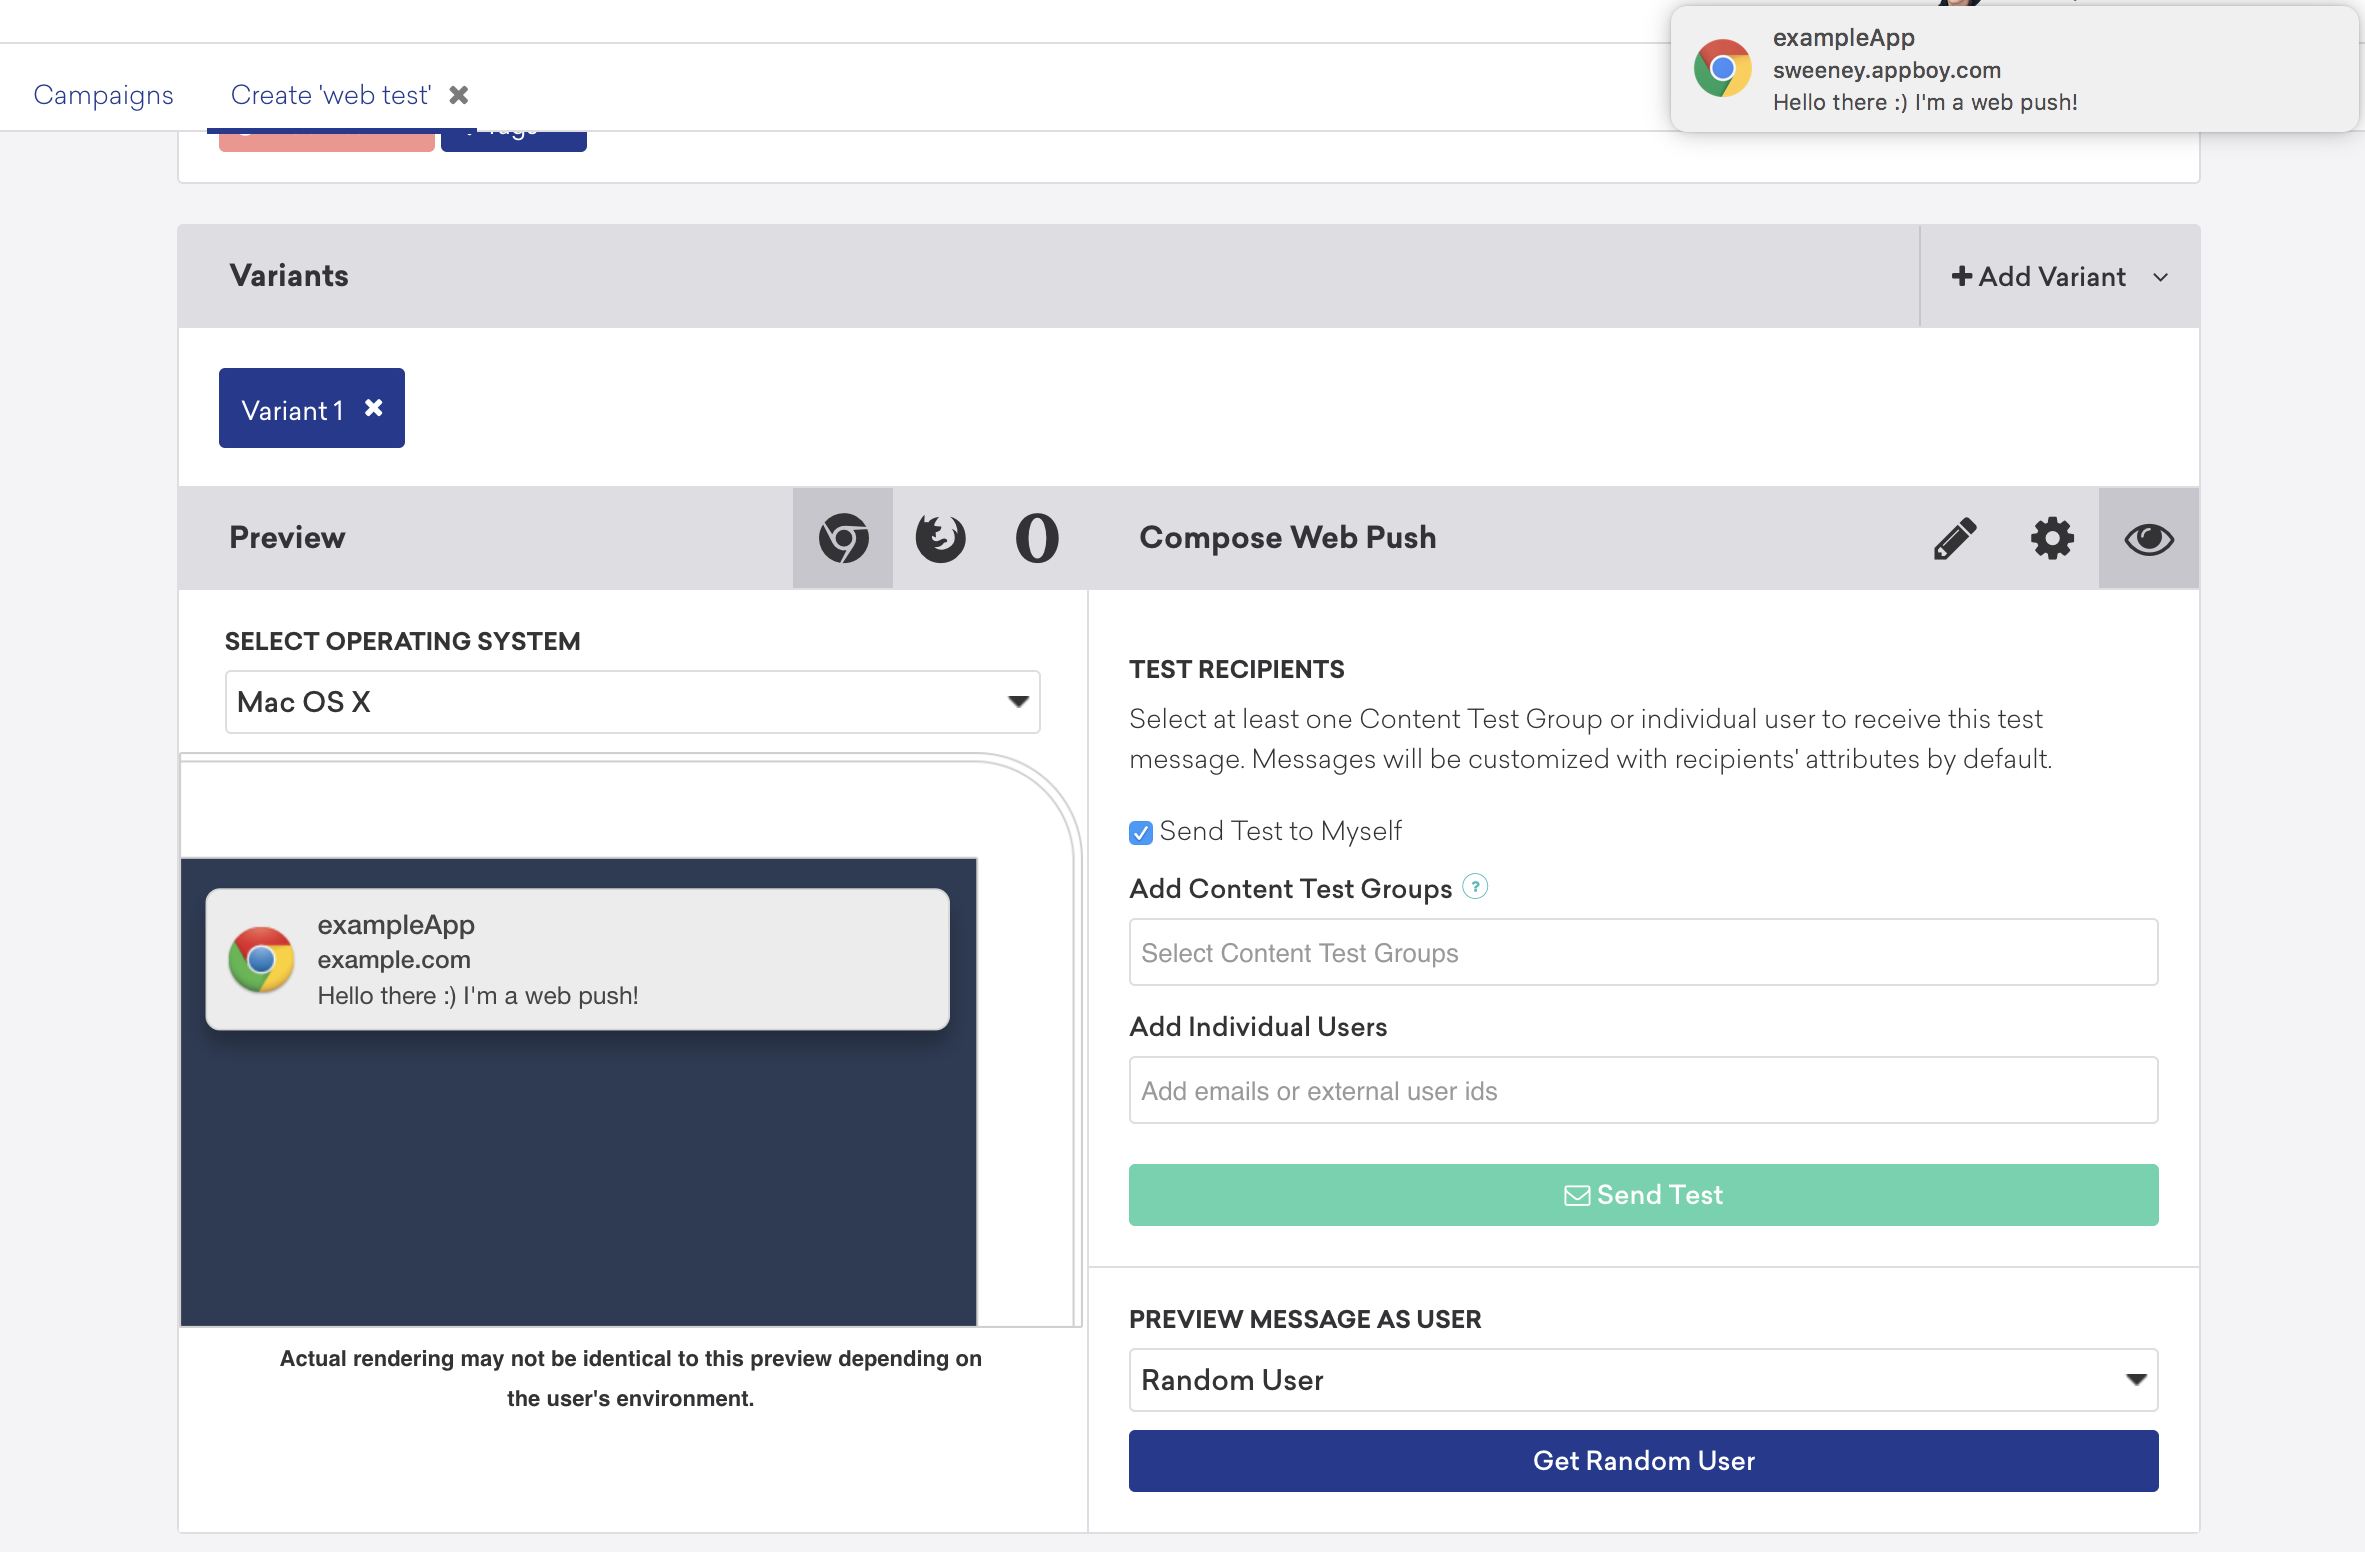 exampleApp
sweeney.appboy.com
Hello there :) I'm a web push!
Campaigns
Create 'web test'
Variants
Add Variant
Variant 1
Preview
Compose Web Push
SELECT OPERATING SYSTEM
Mac OS X
exampleApp
example.com
Hello there :) I'm a web push!
Actual rendering may not be identical to this preview depending on
the user's environment.
TEST RECIPIENTS
Select at least one Content Test Group or individual user to receive this test
message. Messages will be customized with recipients' attributes by default.
Send Test to Myself
Add Content Test Groups ?
Select Content Test Groups
Add Individual Users
Add emails or external user ids
Send Test
PREVIEW MESSAGE AS USER
Random User
Get Random User